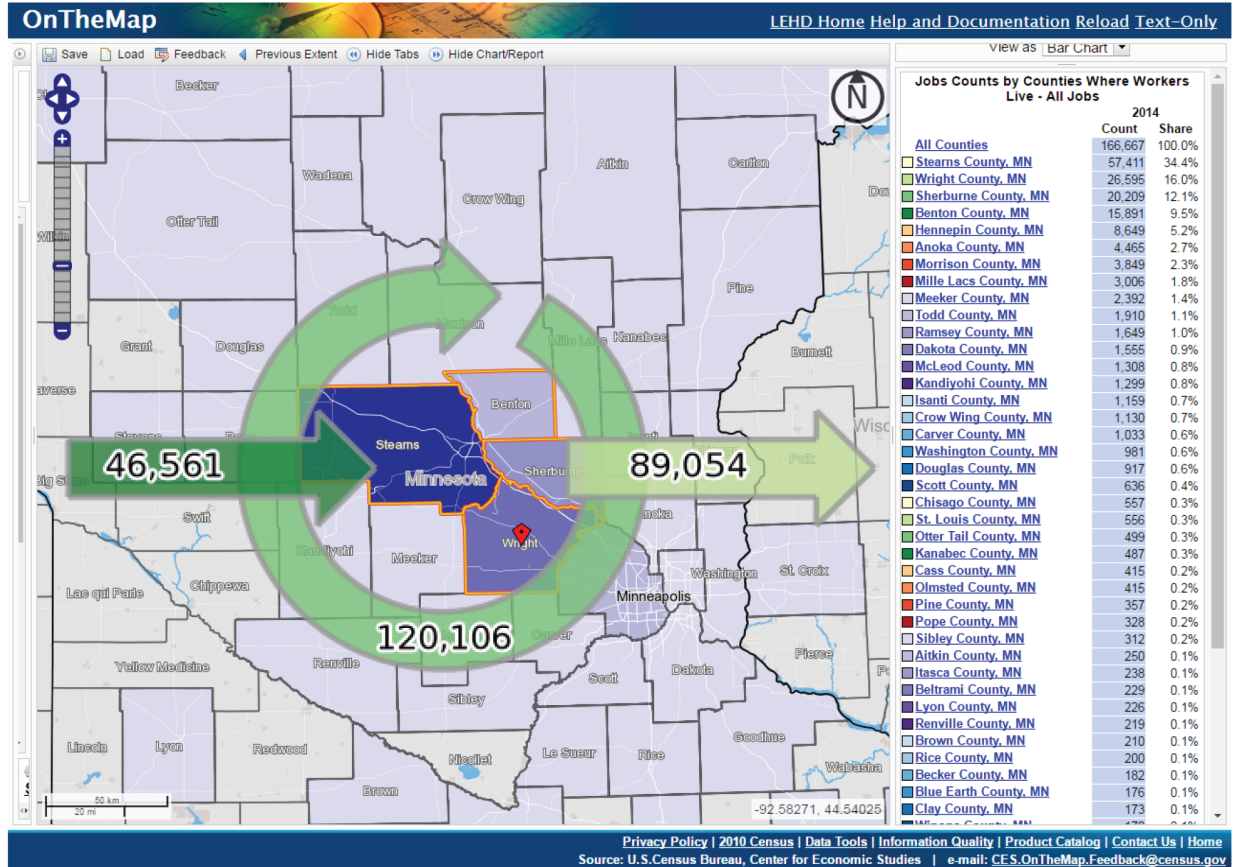 OnTheMap
LEHD Home Help and Documentation Reload Text-Only
Save Load Feedback Previous Extent Hide Tabs Hide Chart/Report
View as Bar Chart
Becker
Wadena
Aitkin
Carlton
Crow Wing
Otter Tail
Pine
Todd
Morrison
Mille Lacs
Kanabec
Grant
Douglas
Burnett
Benton
Stearns
Minnesota
Sherburne
Polk
46,561
89,054
Swift
Kandiyohi
Meeker
Wright
Chippewa
Lac qui Parle
Washington
St. Croix
Minneapolis
120,106
Carver
Yellow Medicine
Renville
Scott
Dakota
Pierce
Sibley
Lincoln
Lyon
Redwood
Nicollet
Le Sueur
Rice
Goodhue
Wabasha
Brown
50 km
20 mi
-92.58271, 44.54025
N
Jobs Counts by Counties Where Workers
Live - All Jobs
2014
Count Share
All Counties 166,667 100.0%
Stearns County, MN 57,411 34.4%
Wright County, MN 26,595 16.0%
Sherburne County, MN 20,209 12.1%
Benton County, MN 15,891 9.5%
Hennepin County, MN 8,649 5.2%
Anoka County, MN 4,465 2.7%
Morrison County, MN 3,849 2.3%
Mille Lacs County, MN 3,006 1.8%
Meeker County, MN 2,392 1.4%
Todd County, MN 1,910 1.1%
Ramsey County, MN 1,649 1.0%
Dakota County, MN 1,555 0.9%
McLeod County, MN 1,308 0.8%
Kandiyohi County, MN 1,299 0.8%
Isanti County, MN 1,159 0.7%
Crow Wing County, MN 1,130 0.7%
Carver County, MN 1,033 0.6%
Washington County, MN 981 0.6%
Douglas County, MN 917 0.6%
Scott County, MN 636 0.4%
Chisago County, MN 557 0.3%
St. Louis County, MN 556 0.3%
Otter Tail County, MN 499 0.3%
Kanabec County, MN 487 0.3%
Cass County, MN 415 0.2%
Olmsted County, MN 415 0.2%
Pine County, MN 357 0.2%
Pope County, MN 328 0.2%
Sibley County, MN 312 0.2%
Aitkin County, MN 250 0.1%
Itasca County, MN 238 0.1%
Beltrami County, MN 229 0.1%
Lyon County, MN 226 0.1%
Renville County, MN 219 0.1%
Brown County, MN 210 0.1%
Rice County, MN 200 0.1%
Becker County, MN 182 0.1%
Blue Earth County, MN 176 0.1%
Clay County, MN 173 0.1%
Privacy Policy | 2010 Census | Data Tools | Information Quality | Product Catalog | Contact Us | Home
Source: U.S.Census Bureau, Center for Economic Studies | e-mail: CES.OnTheMap.Feedback@census.gov